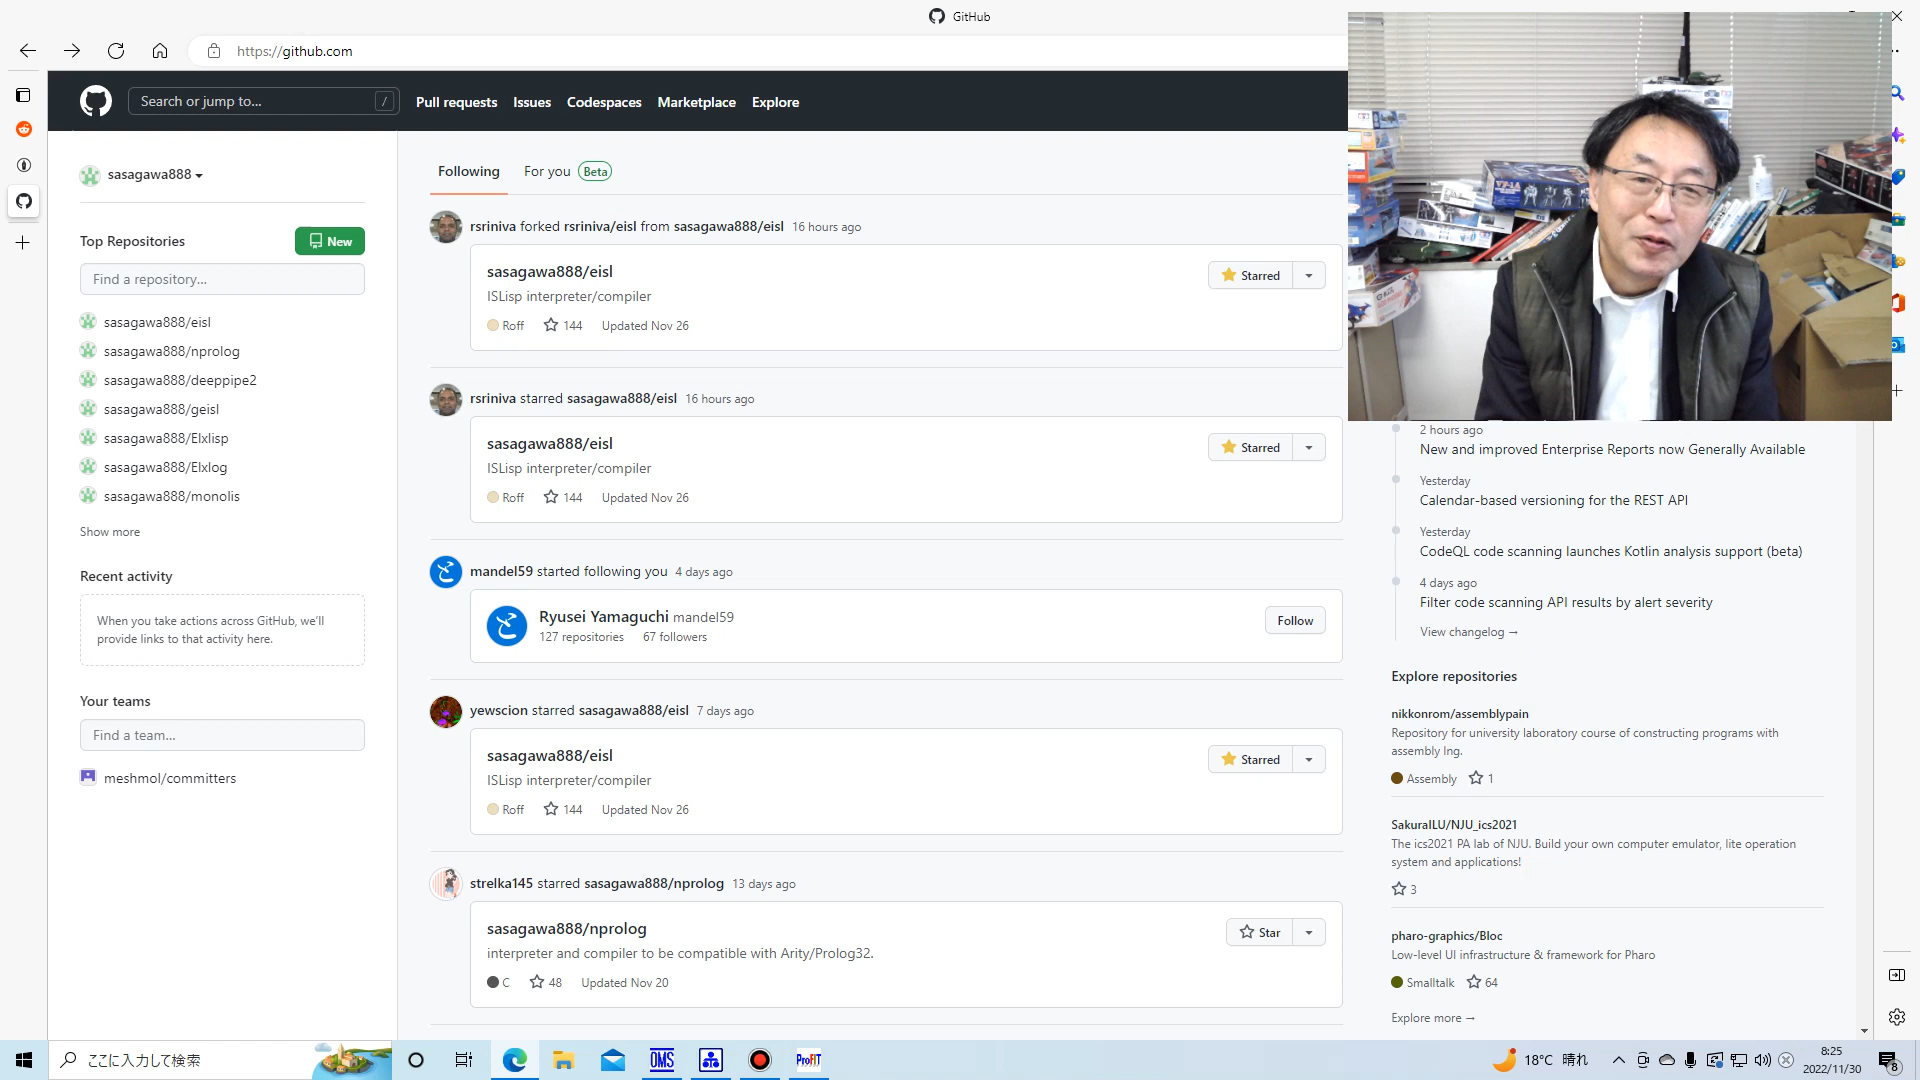 GitHub
https://github.com
Search or jump to...
/
Pull requests
Issues
Codespaces
Marketplace
Explore
sasagawa888
Top Repositories
New
Find a repository...
sasagawa888/eisl
sasagawa888/nprolog
sasagawa888/deeppipe2
sasagawa888/geisl
sasagawa888/Elxlisp
sasagawa888/Elxlog
sasagawa888/monolis
Show more
Recent activity
When you take actions across GitHub, we'll
provide links to that activity here.
Your teams
Find a team...
meshmol/committers
Following
For you
Beta
rsriniva forked rsriniva/eisl from sasagawa888/eisl 16 hours ago
sasagawa888/eisl
Starred
ISLisp interpreter/compiler
Roff 144 Updated Nov 26
rsriniva starred sasagawa888/eisl 16 hours ago
sasagawa888/eisl
Starred
ISLisp interpreter/compiler
Roff 144 Updated Nov 26
mandel59 started following you 4 days ago
Ryusei Yamaguchi mandel59
127 repositories 67 followers
Follow
yewscion starred sasagawa888/eisl 7 days ago
sasagawa888/eisl
Starred
ISLisp interpreter/compiler
Roff 144 Updated Nov 26
strelka145 starred sasagawa888/nprolog 13 days ago
sasagawa888/nprolog
Star
interpreter and compiler to be compatible with Arity/Prolog32.
C 48 Updated Nov 20
2 hours ago
New and improved Enterprise Reports now Generally Available
Yesterday
Calendar-based versioning for the REST API
Yesterday
CodeQL code scanning launches Kotlin analysis support (beta)
4 days ago
Filter code scanning API results by alert severity
View changelog →
Explore repositories
nikkonrom/assemblypain
Repository for university laboratory course of constructing programs with
assembly lng.
Assembly 1
SakuraILU/NJU_ics2021
The ics2021 PA lab of NJU. Build your own computer emulator, lite operation
system and applications!
3
pharo-graphics/Bloc
Low-level UI infrastructure & framework for Pharo
Smalltalk 64
Explore more →
ここに入力して検索
OMS
ProFIT
18°C 晴れ
8:25
2022/11/30
8